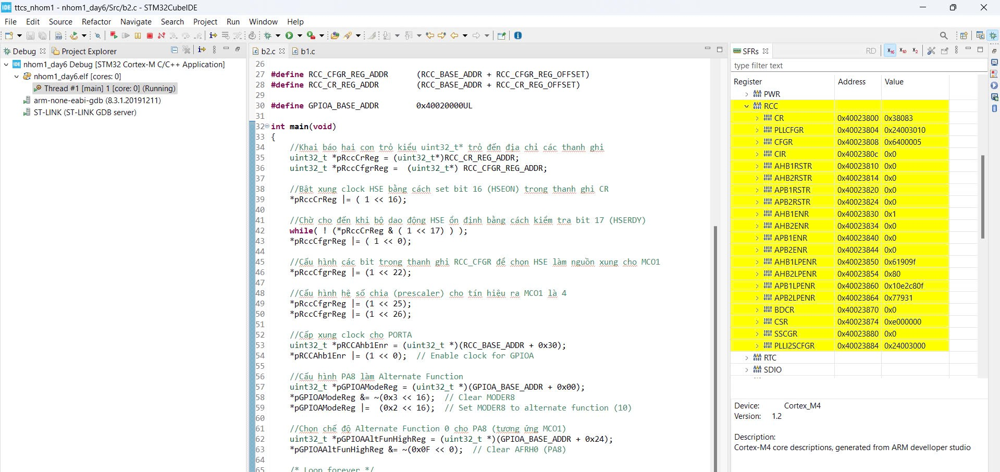 ttcs_nhom1 - nhom1_day6/Src/b2.c - STM32CubeIDE
File Edit Source Refactor Navigate Search Project Run Window Help
Debug Project Explorer
nhom1_day6 Debug [STM32 Cortex-M C/C++ Application]
nhom1_day6.elf [cores: 0]
Thread #1 [main] 1 [core: 0] (Running)
arm-none-eabi-gdb (8.3.1.20191211)
ST-LINK (ST-LINK GDB server)
b2.c b1.c
26
27 #define RCC_CFGR_REG_ADDR (RCC_BASE_ADDR + RCC_CFGR_REG_OFFSET)
28 #define RCC_CR_REG_ADDR (RCC_BASE_ADDR + RCC_CR_REG_OFFSET)
29
30 #define GPIOA_BASE_ADDR 0x40020000UL
31
32 int main(void)
33 {
34 //Khai báo hai con trỏ kiểu uint32_t* trỏ đến địa chỉ các thanh ghi
35 uint32_t *pRccCrReg = (uint32_t*)RCC_CR_REG_ADDR;
36 uint32_t *pRccCfgrReg = (uint32_t*) RCC_CFGR_REG_ADDR;
37
38 //Bật xung clock HSE bằng cách set bit 16 (HSEON) trong thanh ghi CR
39 *pRccCrReg |= ( 1 << 16);
40
41 //Chờ cho đến khi bộ dao động HSE ổn định bằng cách kiểm tra bit 17 (HSERDY)
42 while( ! (*pRccCrReg & ( 1 << 17) ) );
43 *pRccCfgrReg |= ( 1 << 0);
44
45 //Cấu hình các bit trong thanh ghi RCC_CFGR để chọn HSE làm nguồn xung cho MCO1
46 *pRccCfgrReg |= (1 << 22);
47
48 //Cấu hình hệ số chia (prescaler) cho tín hiệu ra MCO1 là 4
49 *pRccCfgrReg |= (1 << 25);
50 *pRccCfgrReg |= (1 << 26);
51
52 //Cấp xung clock cho PORTA
53 uint32_t *pRCCAhb1Enr = (uint32_t *)(RCC_BASE_ADDR + 0x30);
54 *pRCCAhb1Enr |= (1 << 0); // Enable clock for GPIOA
55
56 //Cấu hình PA8 làm Alternate Function
57 uint32_t *pGPIOAModeReg = (uint32_t *)(GPIOA_BASE_ADDR + 0x00);
58 *pGPIOAModeReg &= ~(0x3 << 16); // Clear MODER8
59 *pGPIOAModeReg |= (0x2 << 16); // Set MODER8 to alternate function (10)
60
61 //Chọn chế độ Alternate Function 0 cho PA8 (tương ứng MCO1)
62 uint32_t *pGPIOAAltFunHighReg = (uint32_t *)(GPIOA_BASE_ADDR + 0x24);
63 *pGPIOAAltFunHighReg &= ~(0x0F << 0); // Clear AFRH0 (PA8)
64
65 /* Loop forever */
SFRs RD X16 X10 X2
type filter text
Register Address Value
PWR
RCC
CR 0x40023800 0x38083
PLLCFGR 0x40023804 0x24003010
CFGR 0x40023808 0x6400005
CIR 0x4002380c 0x0
AHB1RSTR 0x40023810 0x0
AHB2RSTR 0x40023814 0x0
APB1RSTR 0x40023820 0x0
APB2RSTR 0x40023824 0x0
AHB1ENR 0x40023830 0x1
AHB2ENR 0x40023834 0x0
APB1ENR 0x40023840 0x0
APB2ENR 0x40023844 0x0
AHB1LPENR 0x40023850 0x61909f
AHB2LPENR 0x40023854 0x80
APB1LPENR 0x40023860 0x10e2c80f
APB2LPENR 0x40023864 0x77931
BDCR 0x40023870 0x0
CSR 0x40023874 0xe000000
SSCGR 0x40023880 0x0
PLLI2SCFGR 0x40023884 0x24003000
RTC
SDIO
Device: Cortex_M4
Version: 1.2
Description:
Cortex-M4 core descriptions, generated from ARM develloper studio